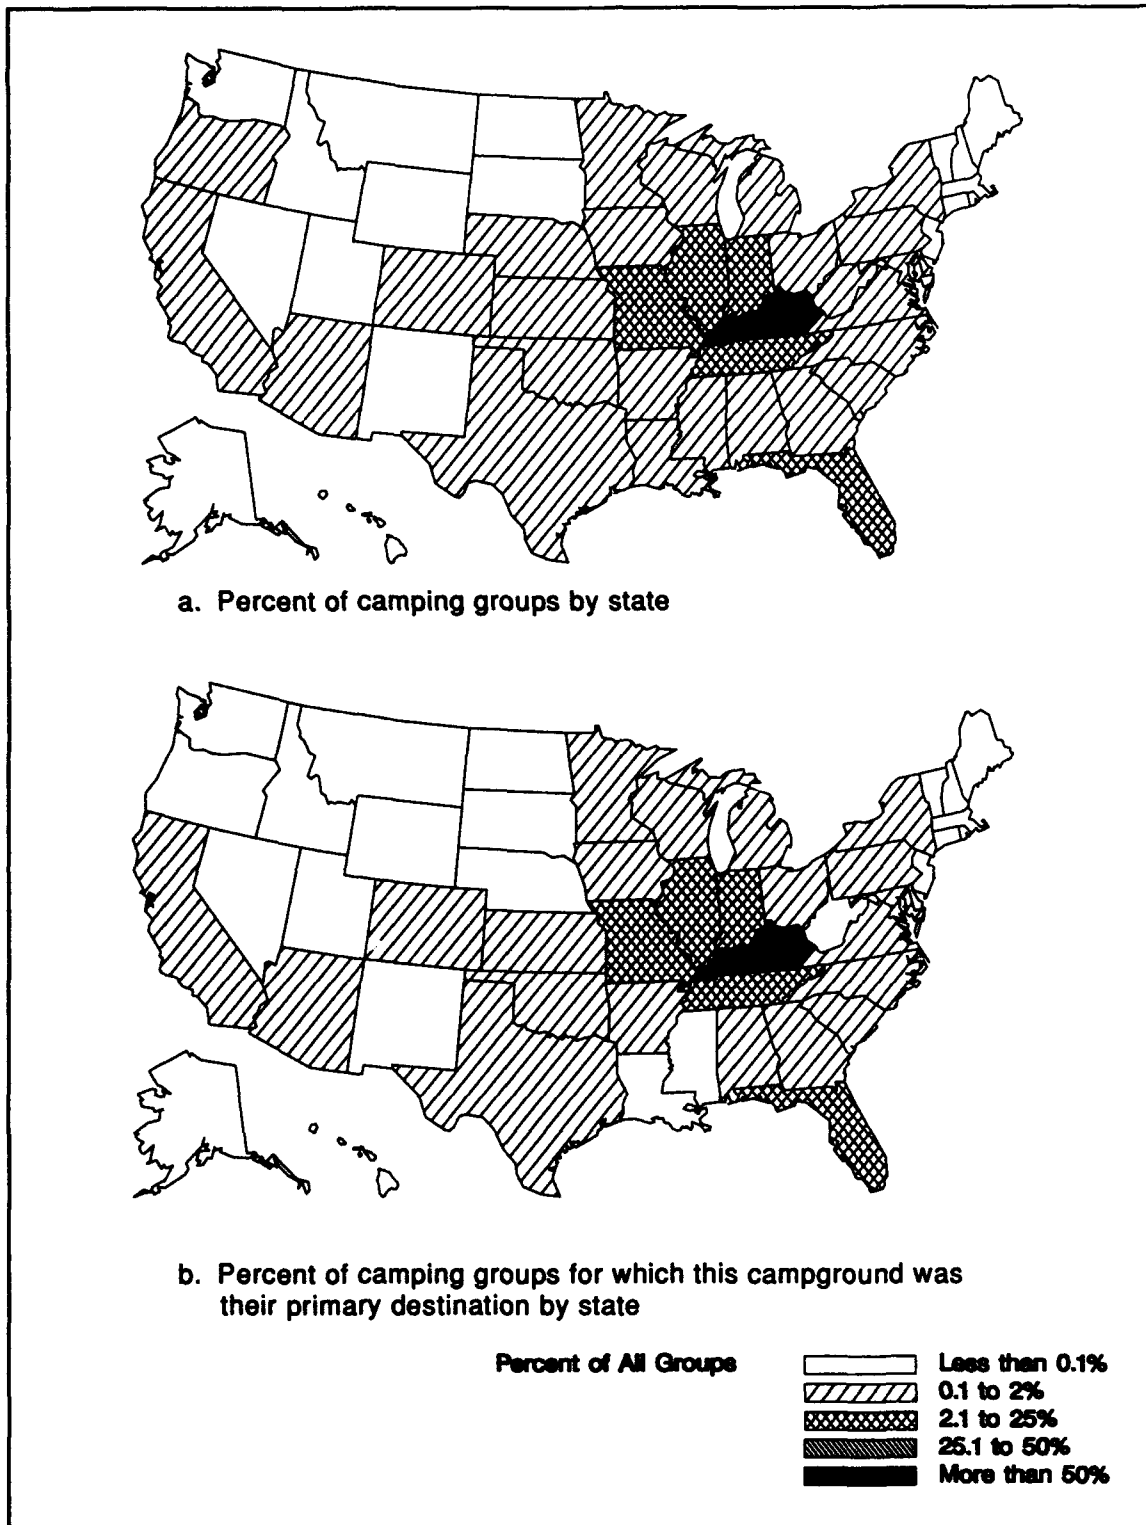 a. Percent of camping groups by state
b. Percent of camping groups for which this campground was
their primary destination by state
Percent of All Groups
Less than 0.1%
0.1 to 2%
2.1 to 25%
25.1 to 50%
More than 50%